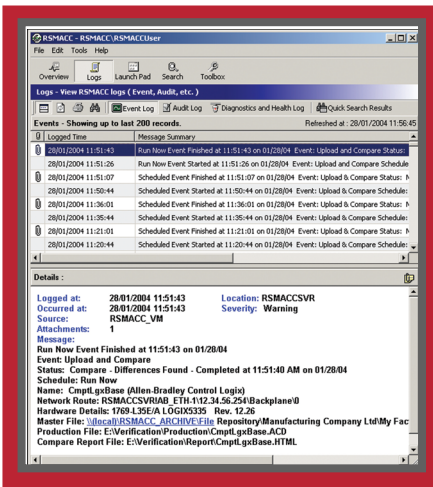 RSMACC - RSMACC\RSMACCUser
File Edit Tools Help
Overview Logs Launch Pad Search Toolbox
Logs - View RSMACC logs ( Event, Audit, etc. )
Event Log Audit Log Diagnostics and Health Log Quick Search Results
Events - Showing up to last 200 records. Refreshed at : 28/01/2004 11:56:45
Logged Time Message Summary
28/01/2004 11:51:43 Run Now Event Finished at 11:51:43 on 01/28/04 Event: Upload and Compare Status:
28/01/2004 11:51:26 Run Now Event Started at 11:51:26 on 01/28/04 Event: Upload and Compare Schedule
28/01/2004 11:51:07 Scheduled Event Finished at 11:51:07 on 01/28/04 Event: Upload & Compare Status: N
28/01/2004 11:50:44 Scheduled Event Started at 11:50:44 on 01/28/04 Event: Upload & Compare Schedule:
28/01/2004 11:36:01 Scheduled Event Finished at 11:36:01 on 01/28/04 Event: Upload & Compare Status: N
28/01/2004 11:35:44 Scheduled Event Started at 11:35:44 on 01/28/04 Event: Upload & Compare Schedule:
28/01/2004 11:21:01 Scheduled Event Finished at 11:21:01 on 01/28/04 Event: Upload & Compare Status: N
28/01/2004 11:20:44 Scheduled Event Started at 11:20:44 on 01/28/04 Event: Upload & Compare Schedule:
Details :
Logged at: 28/01/2004 11:51:43 Location: RSMACCSVR
Occurred at: 28/01/2004 11:51:43 Severity: Warning
Source: RSMACC_VM
Attachments: 1
Message:
Run Now Event Finished at 11:51:43 on 01/28/04
Event: Upload and Compare
Status: Compare - Differences Found - Completed at 11:51:40 AM on 01/28/04
Schedule: Run Now
Name: CmptLgxBase (Allen-Bradley Control Logix)
Network Route: RSMACCSVR\AB_ETH-1\12.34.56.254\Backplane\0
Hardware Details: 1769-L35E/A LOGIX5335 Rev. 12.26
Master File: \\(local)\RSMACC_ARCHIVE\File Repository\Manufacturing Company Ltd\My Fac
Production File: E:\Verification\Production\CmptLgxBase.ACD
Compare Report File: E:\Verification\Report\CmptLgxBase.HTML